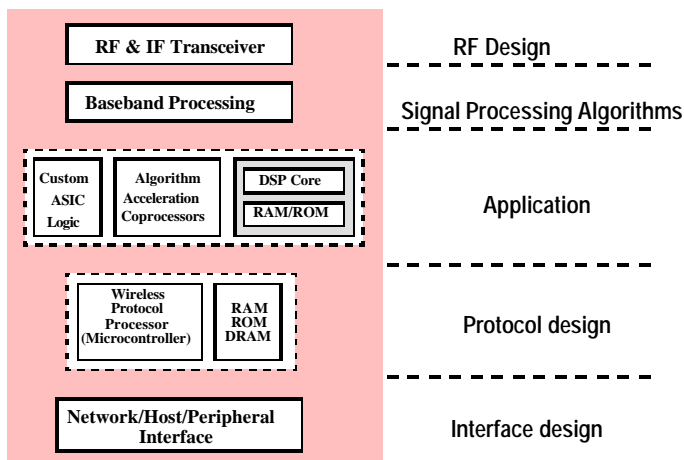 RF & IF Transceiver
RF Design
Baseband Processing
Signal Processing Algorithms
Custom
ASIC
Logic
Algorithm
Acceleration
Coprocessors
DSP Core
RAM/ROM
Application
Wireless
Protocol
Processor
(Microcontroller)
RAM
ROM
DRAM
Protocol design
Network/Host/Peripheral
Interface
Interface design